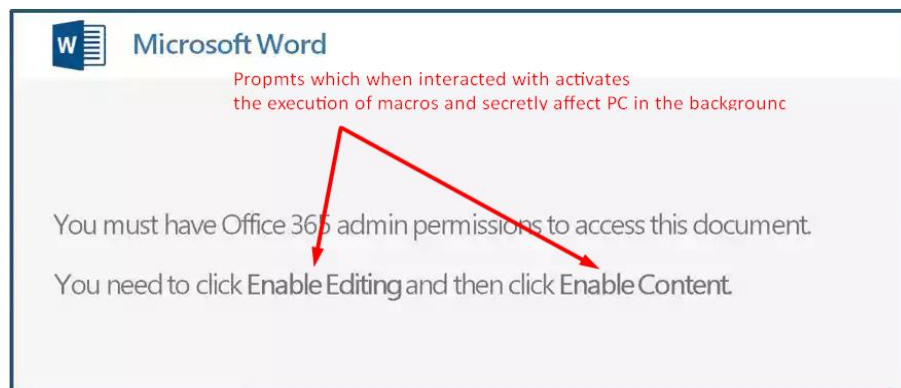 W
Microsoft Word
Propmts which when interacted with activates
the execution of macros and secretly affect PC in the background
You must have Office 365 admin permissions to access this document.
You need to click Enable Editing and then click Enable Content.